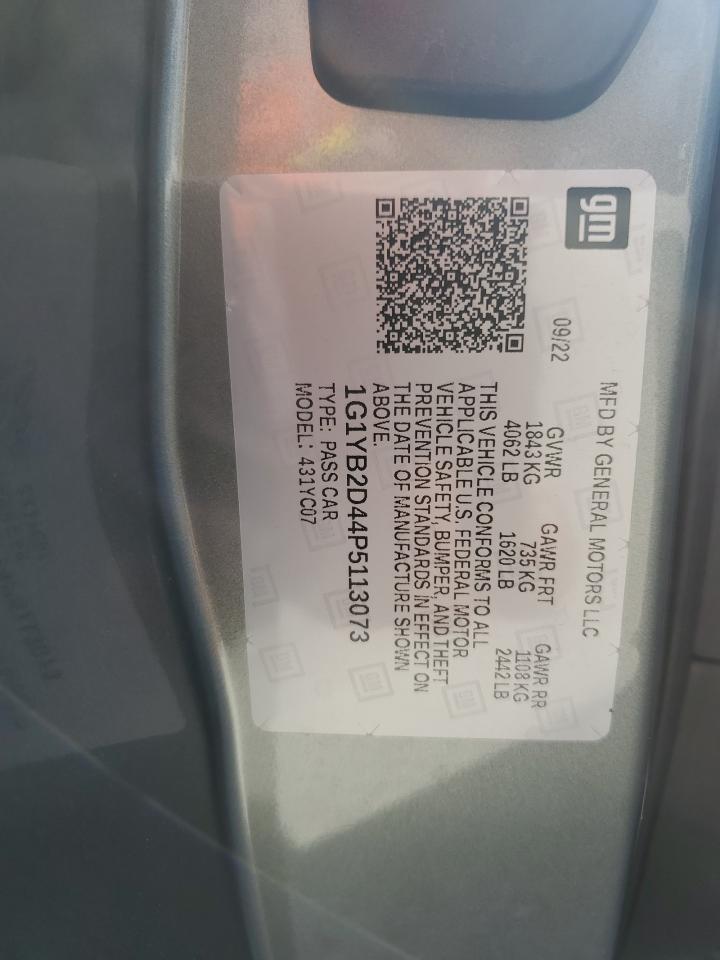 gm
MFD BY GENERAL MOTORS LLC
09/22
GVWR GAWR FRT GAWR RR
1843 KG 735 KG 1108 KG
4062 LB 1620 LB 2442 LB
THIS VEHICLE CONFORMS TO ALL
APPLICABLE U.S. FEDERAL MOTOR
VEHICLE SAFETY, BUMPER, AND THEFT
PREVENTION STANDARDS IN EFFECT ON
THE DATE OF MANUFACTURE SHOWN
ABOVE.
1G1YB2D44P5113073
TYPE: PASS CAR
MODEL: 431YC07